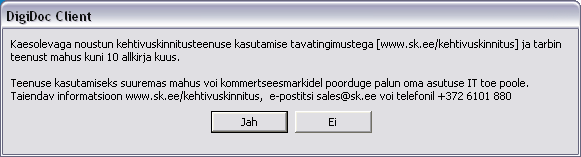 DigiDoc Client
Kaesolevaga noustun kehtivuskinnitusteenuse kasutamise tavatingimustega [www.sk.ee/kehtivuskinnitus] ja tarbin
teenust mahus kuni 10 allkirja kuus.
Teenuse kasutamiseks suuremas mahus voi kommertseesmarkidel poorduge palun oma asutuse IT toe poole.
Taiendav informatsioon www.sk.ee/kehtivuskinnitus, e-postitsi sales@sk.ee voi telefonil +372 6101 880
Jah Ei